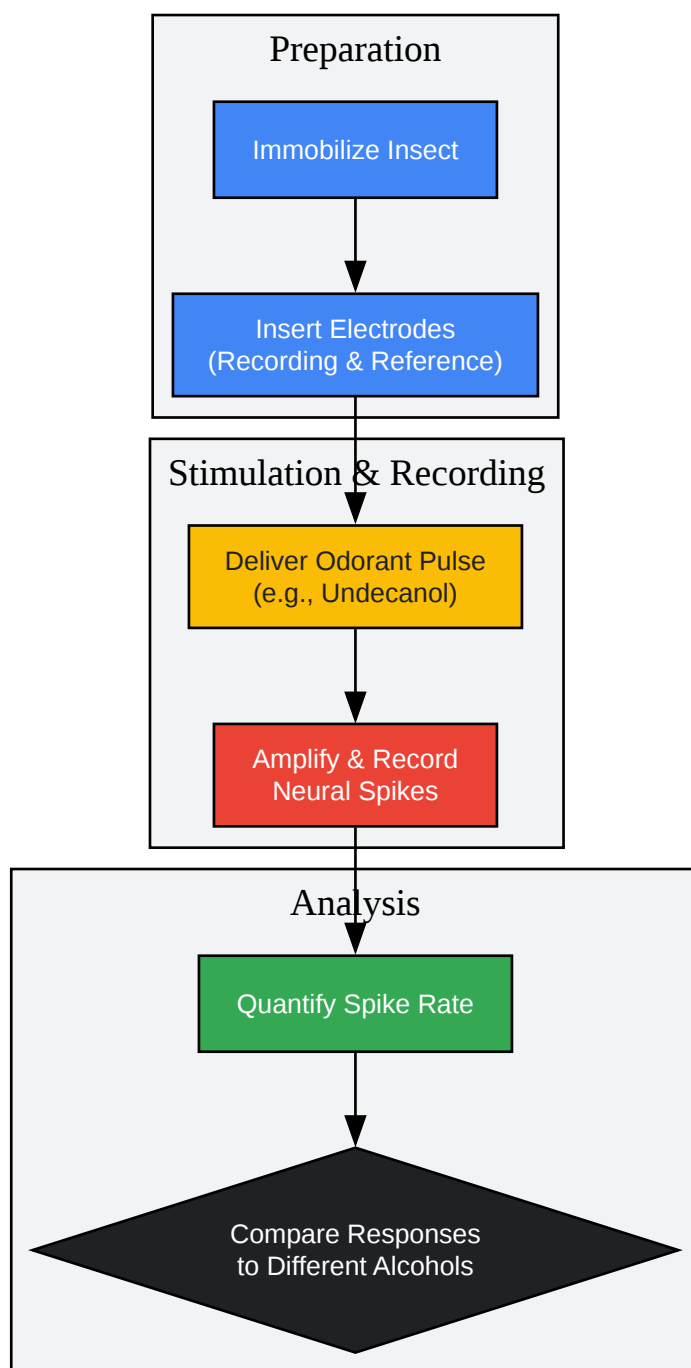 Preparation
Immobilize Insect
Insert Electrodes
(Recording & Reference)
Stimulation & Recording
Deliver Odorant Pulse
(e.g., Undecanol)
Amplify & Record
Neural Spikes
Analysis
Quantify Spike Rate
Compare Responses
to Different Alcohols